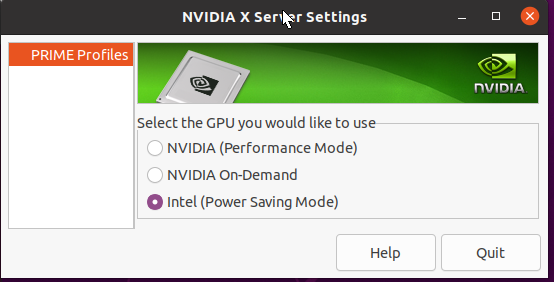 NVIDIA X Server Settings
PRIME Profiles
NVIDIA
Select the GPU you would like to use
NVIDIA (Performance Mode)
NVIDIA On-Demand
Intel (Power Saving Mode)
Help
Quit